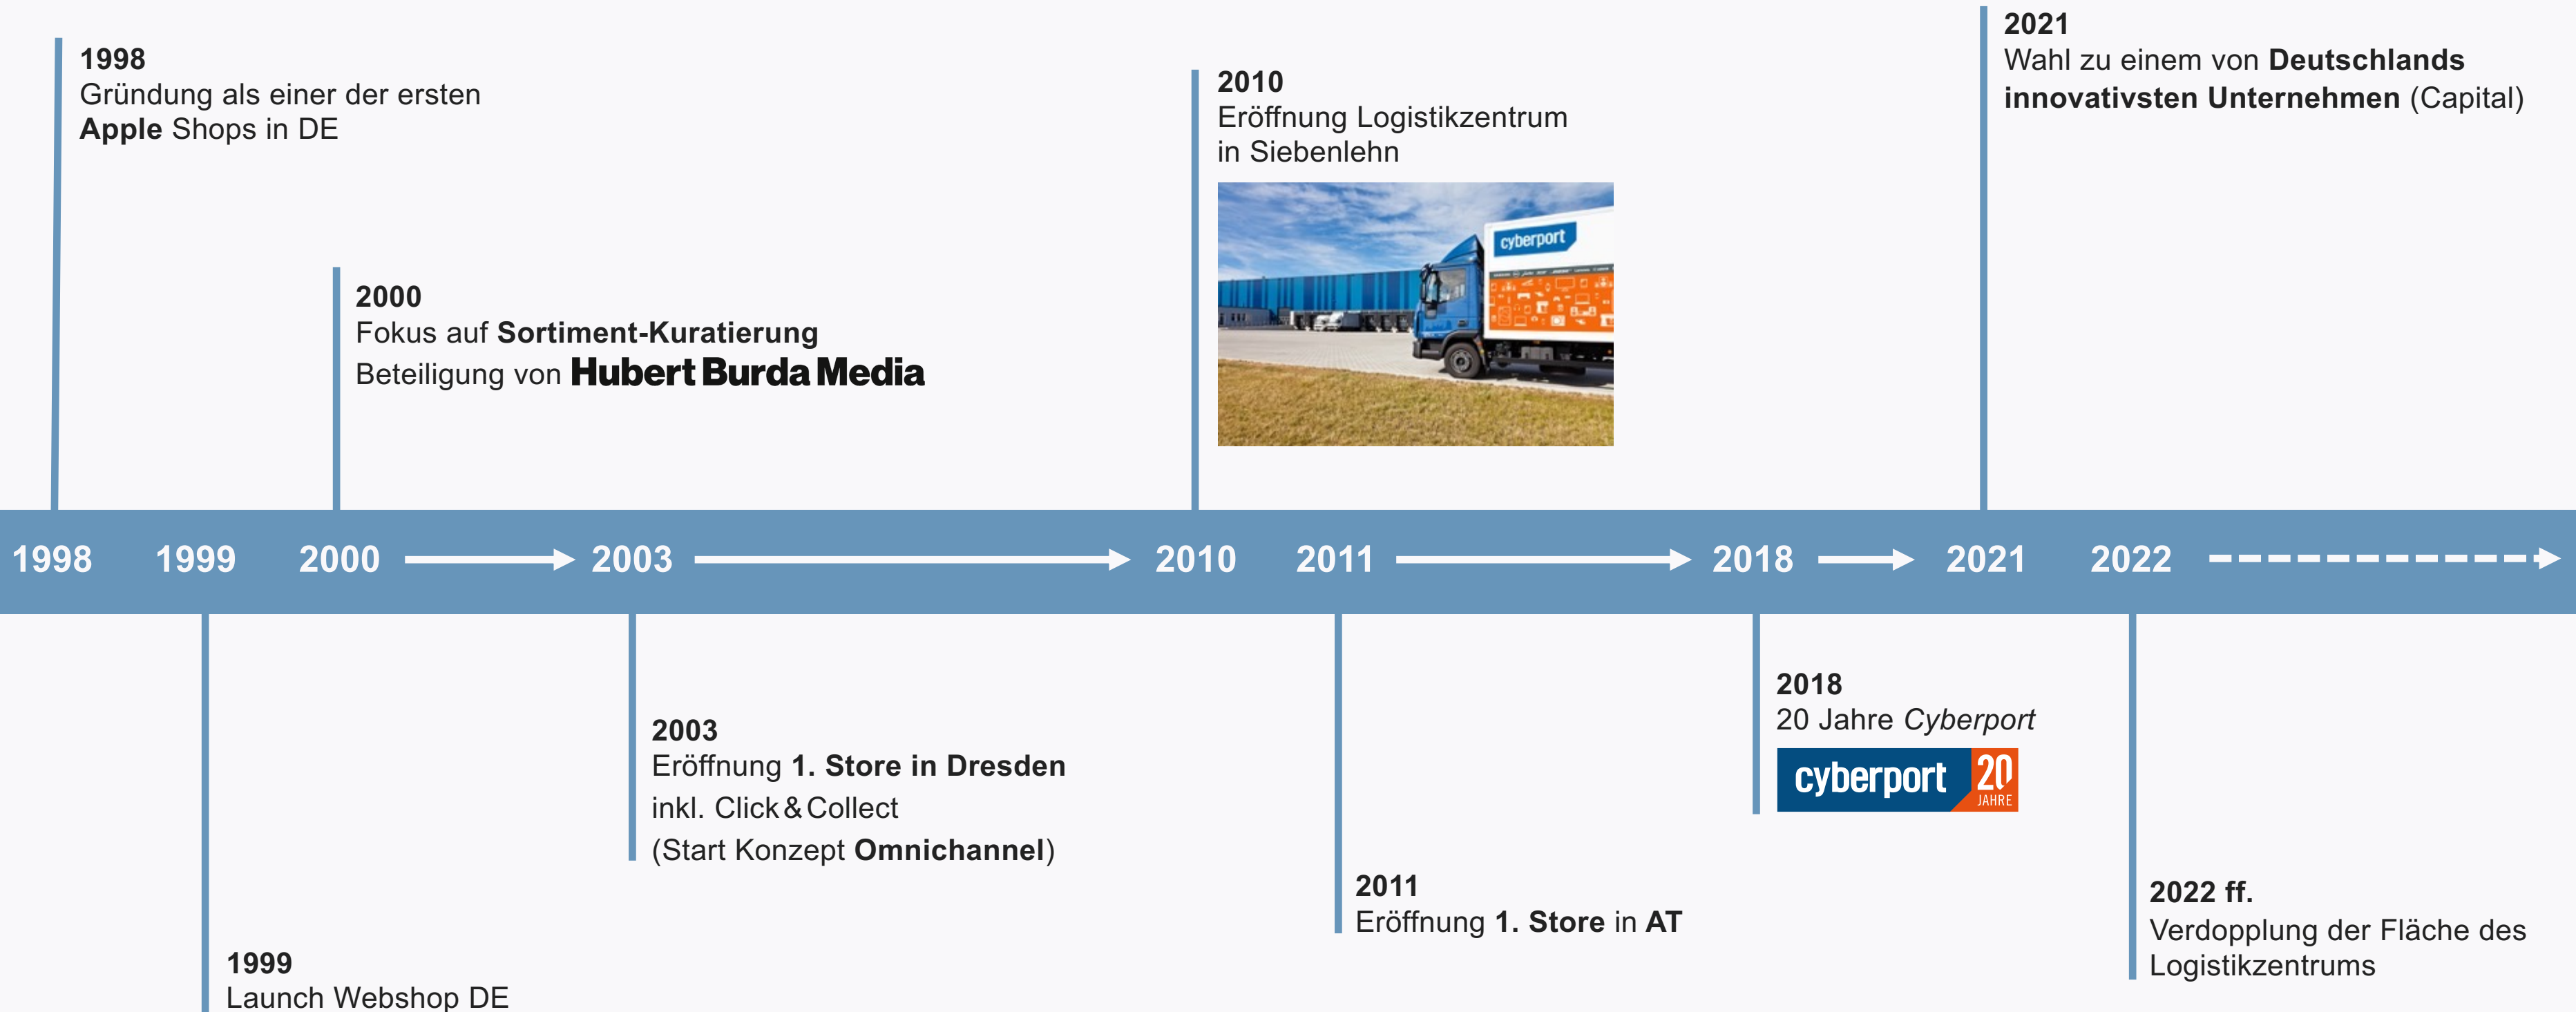 1998
Gründung als einer der ersten
Apple Shops in DE
2000
Fokus auf Sortiment-Kuratierung
Beteiligung von Hubert Burda Media
2010
Eröffnung Logistikzentrum
in Siebenlehn
cyberport
2021
Wahl zu einem von Deutschlands
innovativsten Unternehmen (Capital)
1998 1999 2000 2003 2010 2011 2018 2021 2022
1999
Launch Webshop DE
2003
Eröffnung 1. Store in Dresden
inkl. Click & Collect
(Start Konzept Omnichannel)
2011
Eröffnung 1. Store in AT
2018
20 Jahre Cyberport
cyberport 20
JAHRE
2022 ff.
Verdopplung der Fläche des
Logistikzentrums